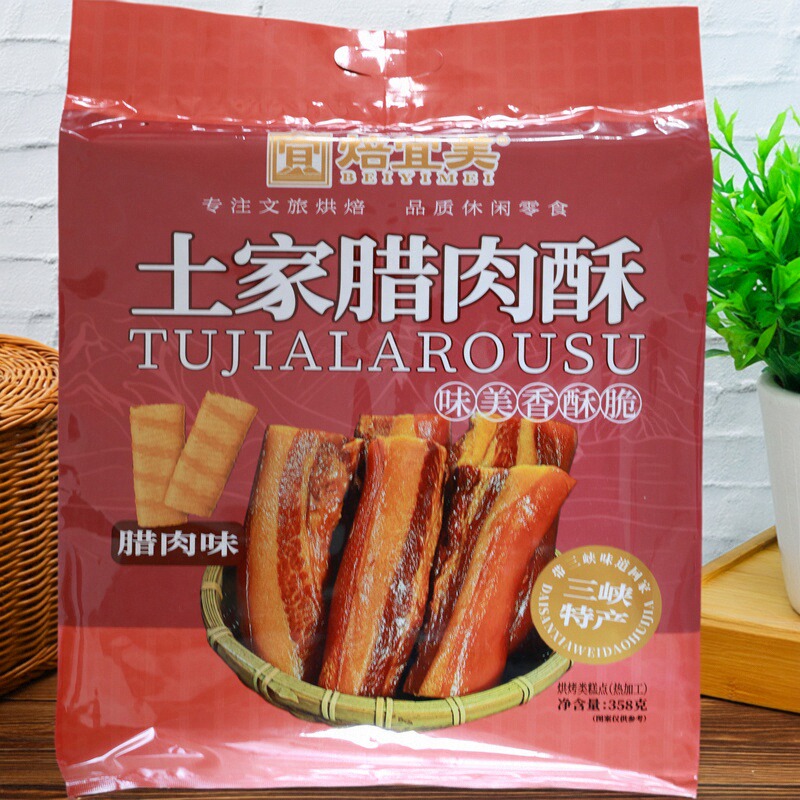 宜 焙宜美®
BEIYIMEI
专注文旅烘焙 品质休闲零食
土家腊肉酥
TUJIALAROUSU
味美香酥脆
腊肉味
带三峡味道回家
三峡
特产
DAISANXIAWEIDAOHUIJIA
烘烤类糕点(热加工)
净含量:358克
(图案仅供参考)